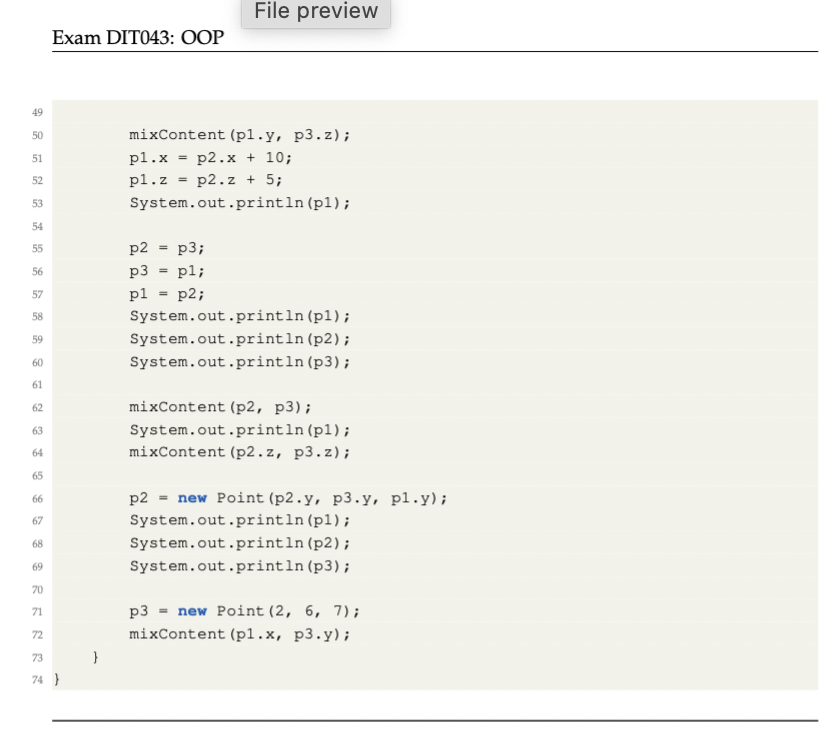 File preview
Exam DIT043: OOP
49
50 mixContent(p1.y, p3.z);
51 p1.x = p2.x + 10;
52 p1.z = p2.z + 5;
53 System.out.println(p1);
54
55 p2 = p3;
56 p3 = p1;
57 p1 = p2;
58 System.out.println(p1);
59 System.out.println(p2);
60 System.out.println(p3);
61
62 mixContent(p2, p3);
63 System.out.println(p1);
64 mixContent(p2.z, p3.z);
65
66 p2 = new Point(p2.y, p3.y, p1.y);
67 System.out.println(p1);
68 System.out.println(p2);
69 System.out.println(p3);
70
71 p3 = new Point(2, 6, 7);
72 mixContent(p1.x, p3.y);
73 }
74 }